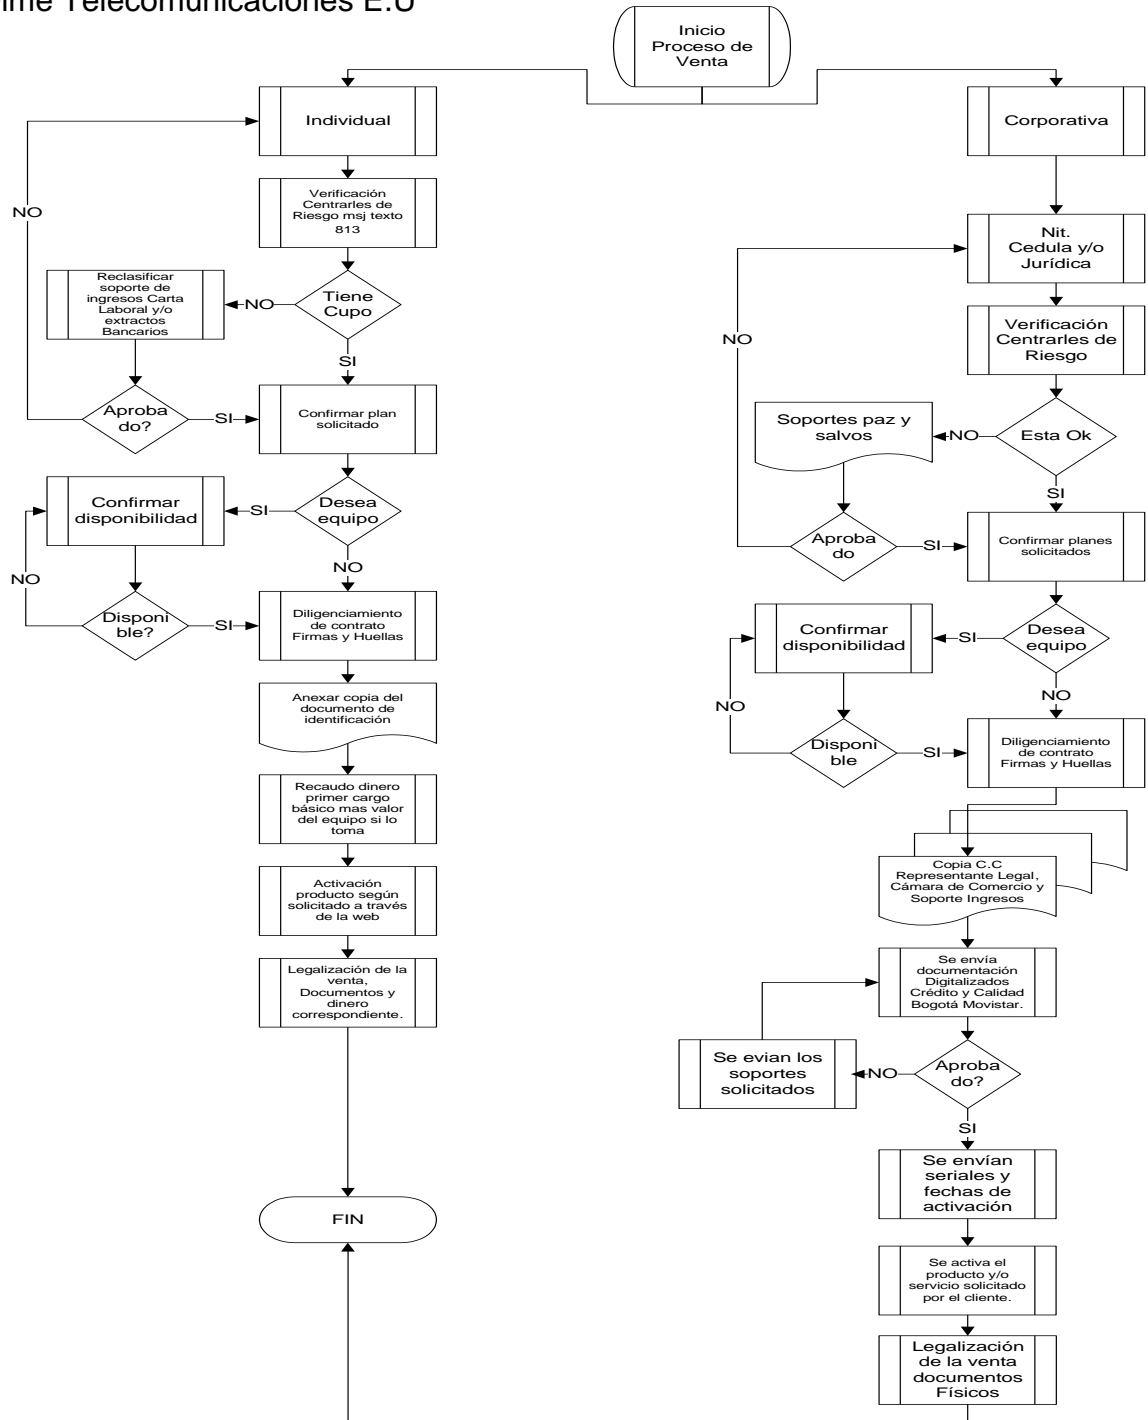 Telecomunicaciones E.U
Inicio
Proceso de
Venta
Individual
Verificación
Centrarles de
Riesgo msj texto
813
NO
Reclasificar
soporte de
ingresos Carta
Laboral y/o
extractos
Bancarios
NO
Tiene
Cupo
SI
Aproba
do?
SI
Confirmar plan
solicitado
Confirmar
disponibilidad
SI
Desea
equipo
NO
NO
Disponi
ble?
SI
Diligenciamiento
de contrato
Firmas y Huellas
Anexar copia del
documento de
identificación
Recaudo dinero
primer cargo
básico mas valor
del equipo si lo
toma
Activación
producto según
solicitado a través
de la web
Legalización de la
venta,
Documentos y
dinero
correspondiente.
FIN
Corporativa
Nit.
Cedula y/o
Jurídica
NO
Verificación
Centrarles de
Riesgo
Soportes paz y
salvos
NO
Esta Ok
SI
Aproba
do
SI
Confirmar planes
solicitados
Confirmar
disponibilidad
SI
Desea
equipo
NO
NO
Disponi
ble
SI
Diligenciamiento
de contrato
Firmas y Huellas
Copia C.C
Representante Legal,
Cámara de Comercio y
Soporte Ingresos
Se envía
documentación
Digitalizados
Crédito y Calidad
Bogotá Movistar.
Se evian los
soportes
solicitados
NO
Aproba
do?
SI
Se envían
seriales y
fechas de
activación
Se activa el
producto y/o
servicio solicitado
por el cliente.
Legalización
de la venta
documentos
Físicos